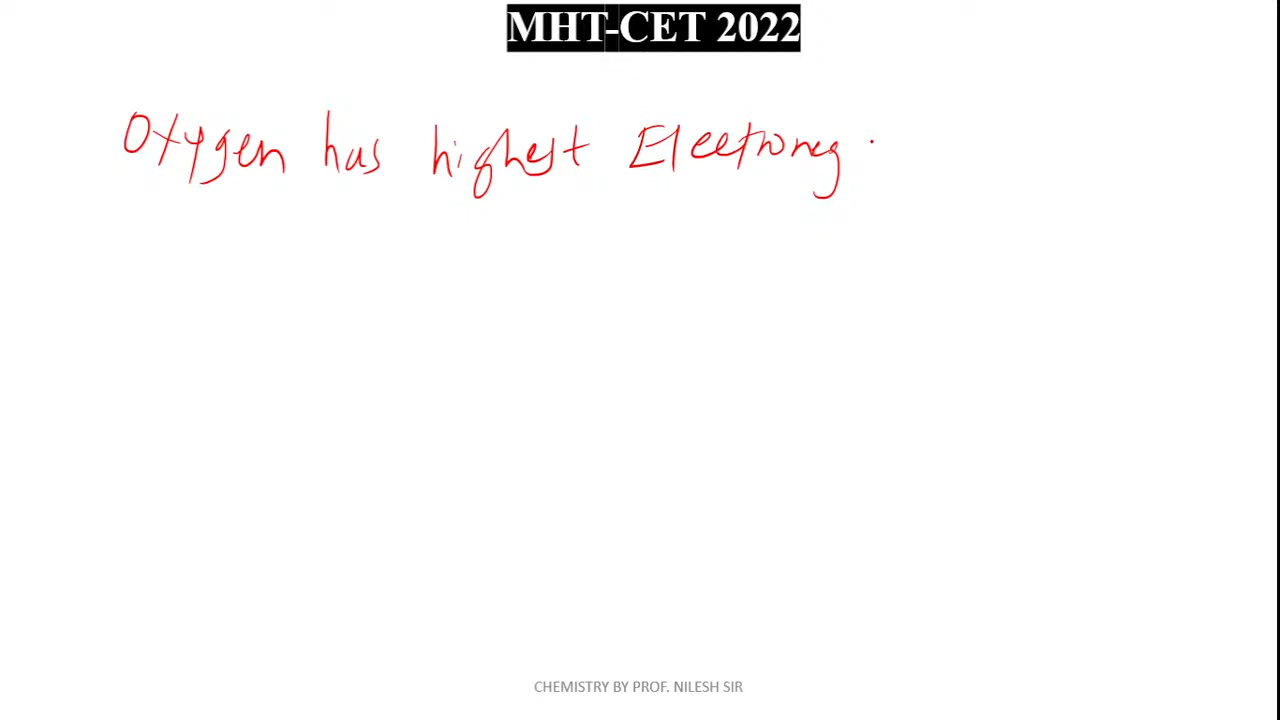 MHT-CET 2022
Oxygen has highest Electroneg.
CHEMISTRY BY PROF. NILESH SIR